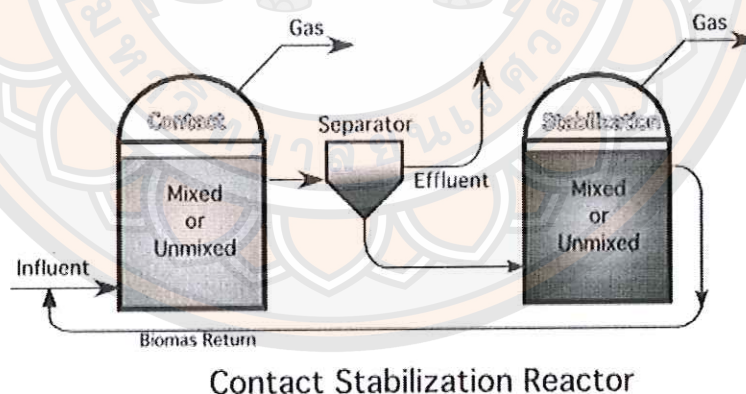 Gas
Gas
Contact
Separator
Stabilization
Effluent
Mixed
or
Unmixed
Mixed
or
Unmixed
Influent
Biomas Return
Contact Stabilization Reactor